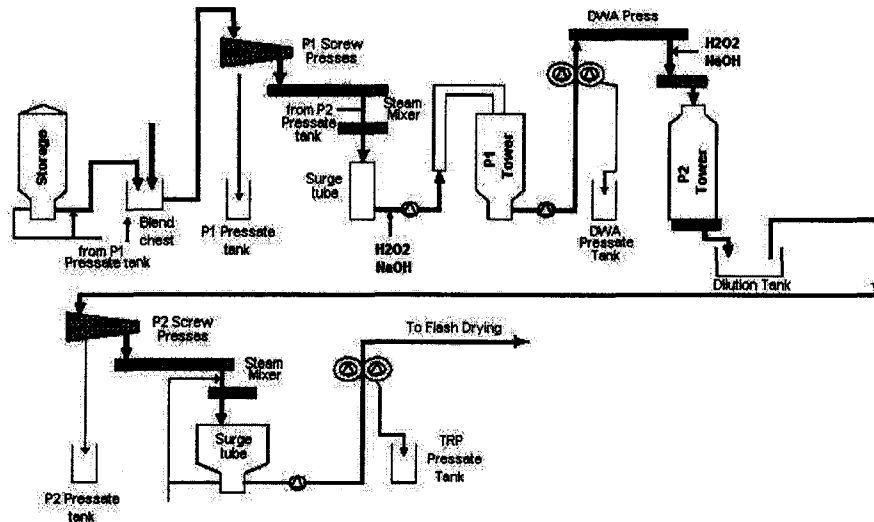 DWA Press
P1 Screw
Presses
H2O2
NaOH
from P2
Pressate
tank
Steam
Mixer
Storage
P1
Tower
P2
Tower
Surge
tube
Blend
chest
P1 Pressate
tank
from P1
Pressate tank
H2O2
NaOH
DWA
Pressate
Tank
Dilution Tank
P2 Screw
Presses
To Flash Drying
Steam
Mixer
Surge
tube
TRP
Pressate
Tank
P2 Pressate
tank